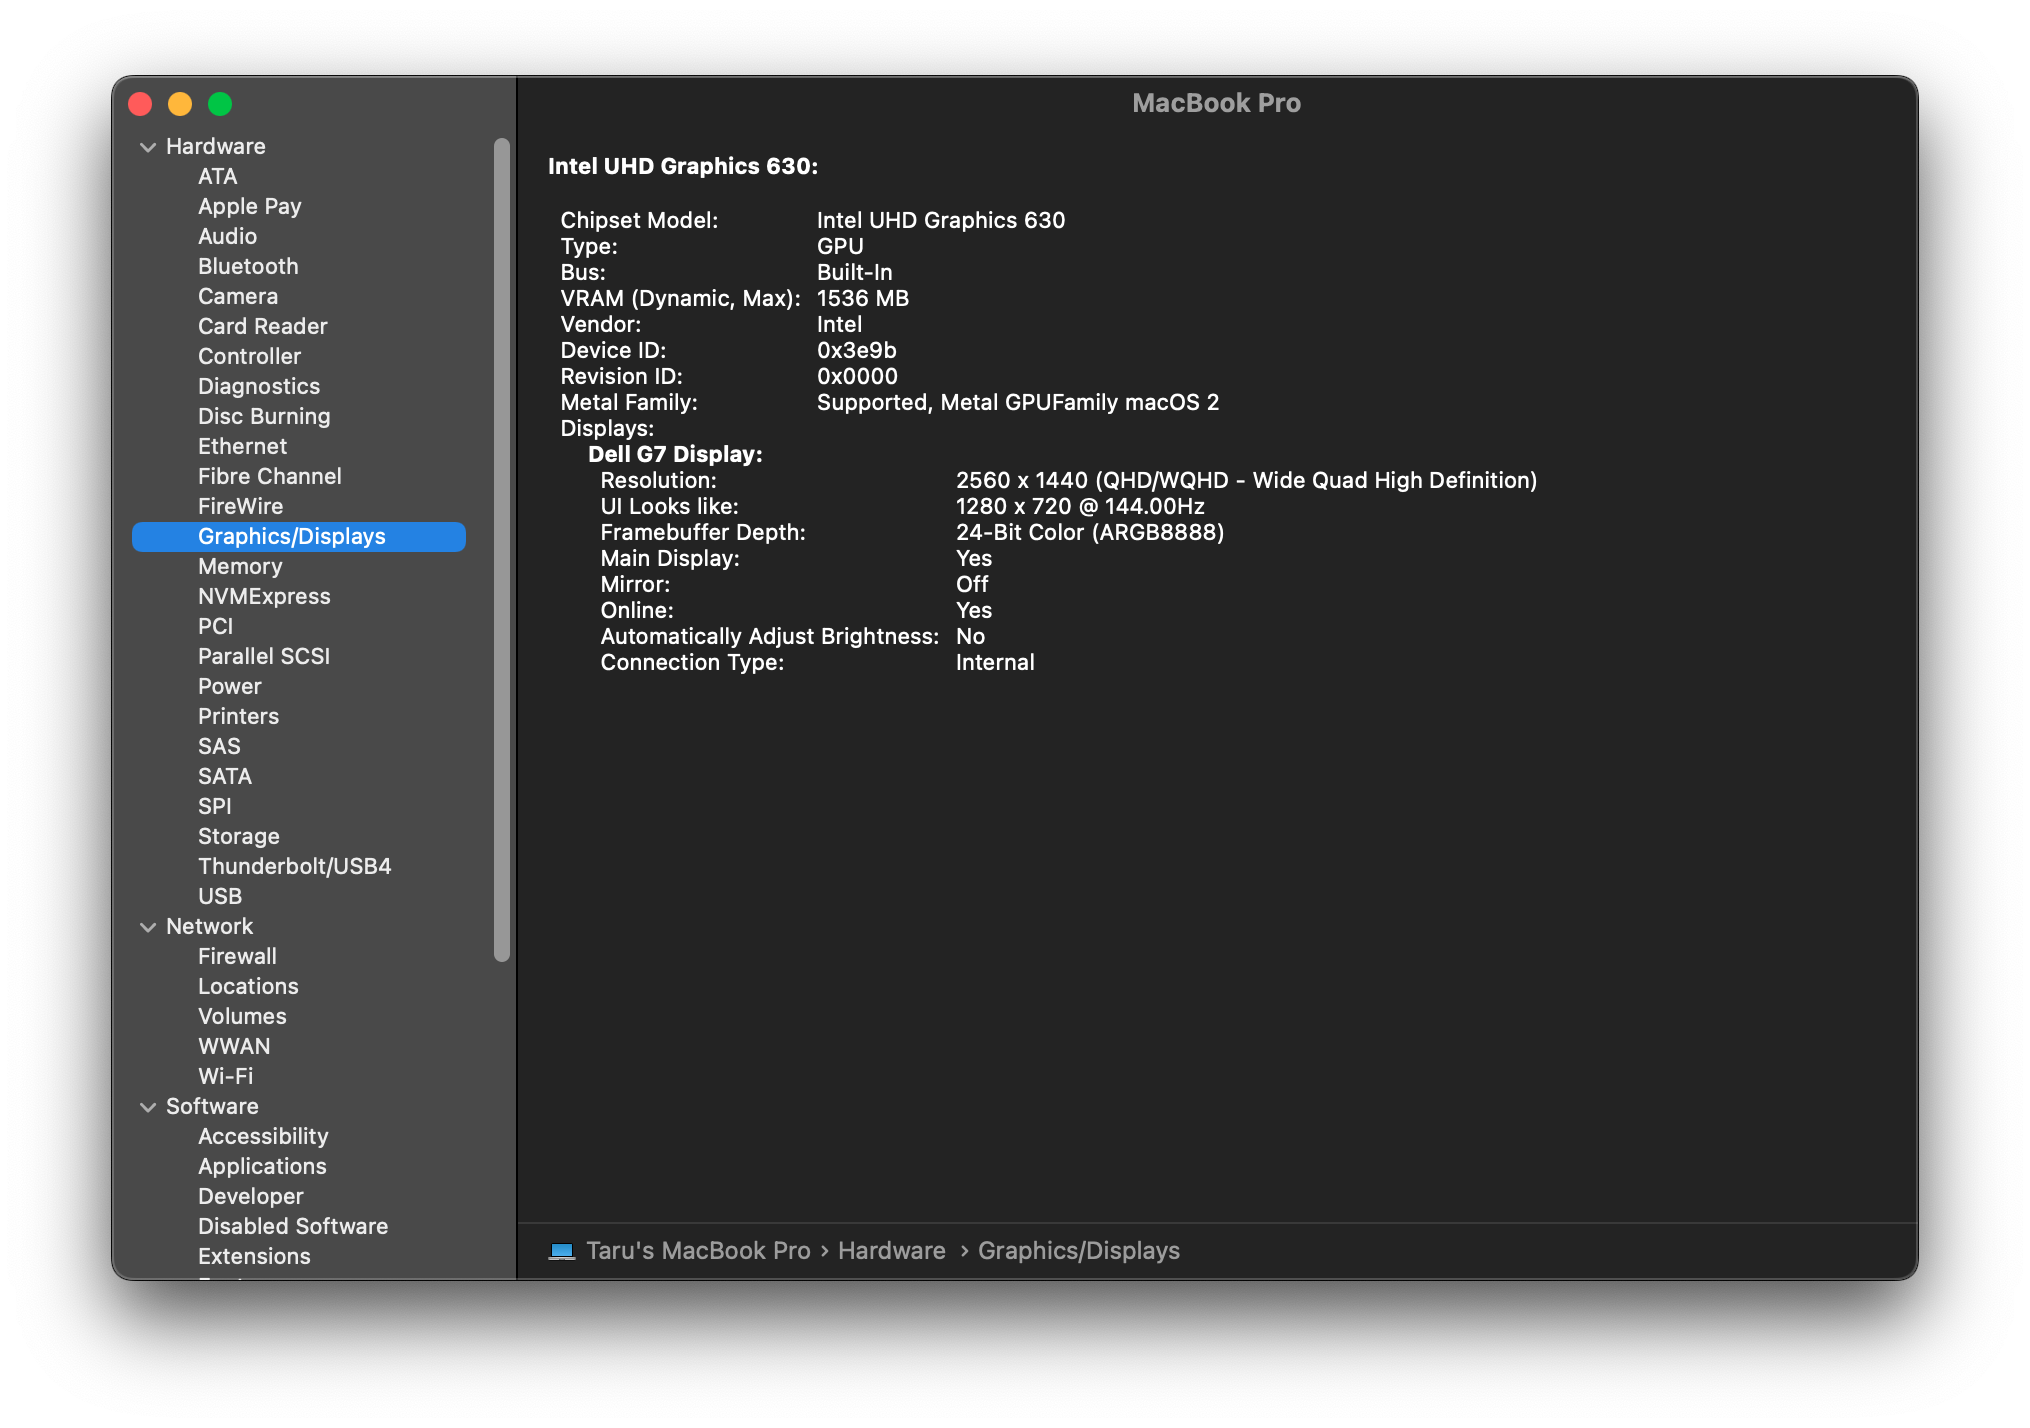 MacBook Pro
Hardware
ATA
Apple Pay
Audio
Bluetooth
Camera
Card Reader
Controller
Diagnostics
Disc Burning
Ethernet
Fibre Channel
FireWire
Graphics/Displays
Memory
NVMExpress
PCI
Parallel SCSI
Power
Printers
SAS
SATA
SPI
Storage
Thunderbolt/USB4
USB
Network
Firewall
Locations
Volumes
WWAN
Wi-Fi
Software
Accessibility
Applications
Developer
Disabled Software
Extensions
Intel UHD Graphics 630:
Chipset Model: Intel UHD Graphics 630
Type: GPU
Bus: Built-In
VRAM (Dynamic, Max): 1536 MB
Vendor: Intel
Device ID: 0x3e9b
Revision ID: 0x0000
Metal Family: Supported, Metal GPUFamily macOS 2
Displays:
Dell G7 Display:
Resolution: 2560 x 1440 (QHD/WQHD - Wide Quad High Definition)
UI Looks like: 1280 x 720 @ 144.00Hz
Framebuffer Depth: 24-Bit Color (ARGB8888)
Main Display: Yes
Mirror: Off
Online: Yes
Automatically Adjust Brightness: No
Connection Type: Internal
Taru's MacBook Pro › Hardware › Graphics/Displays